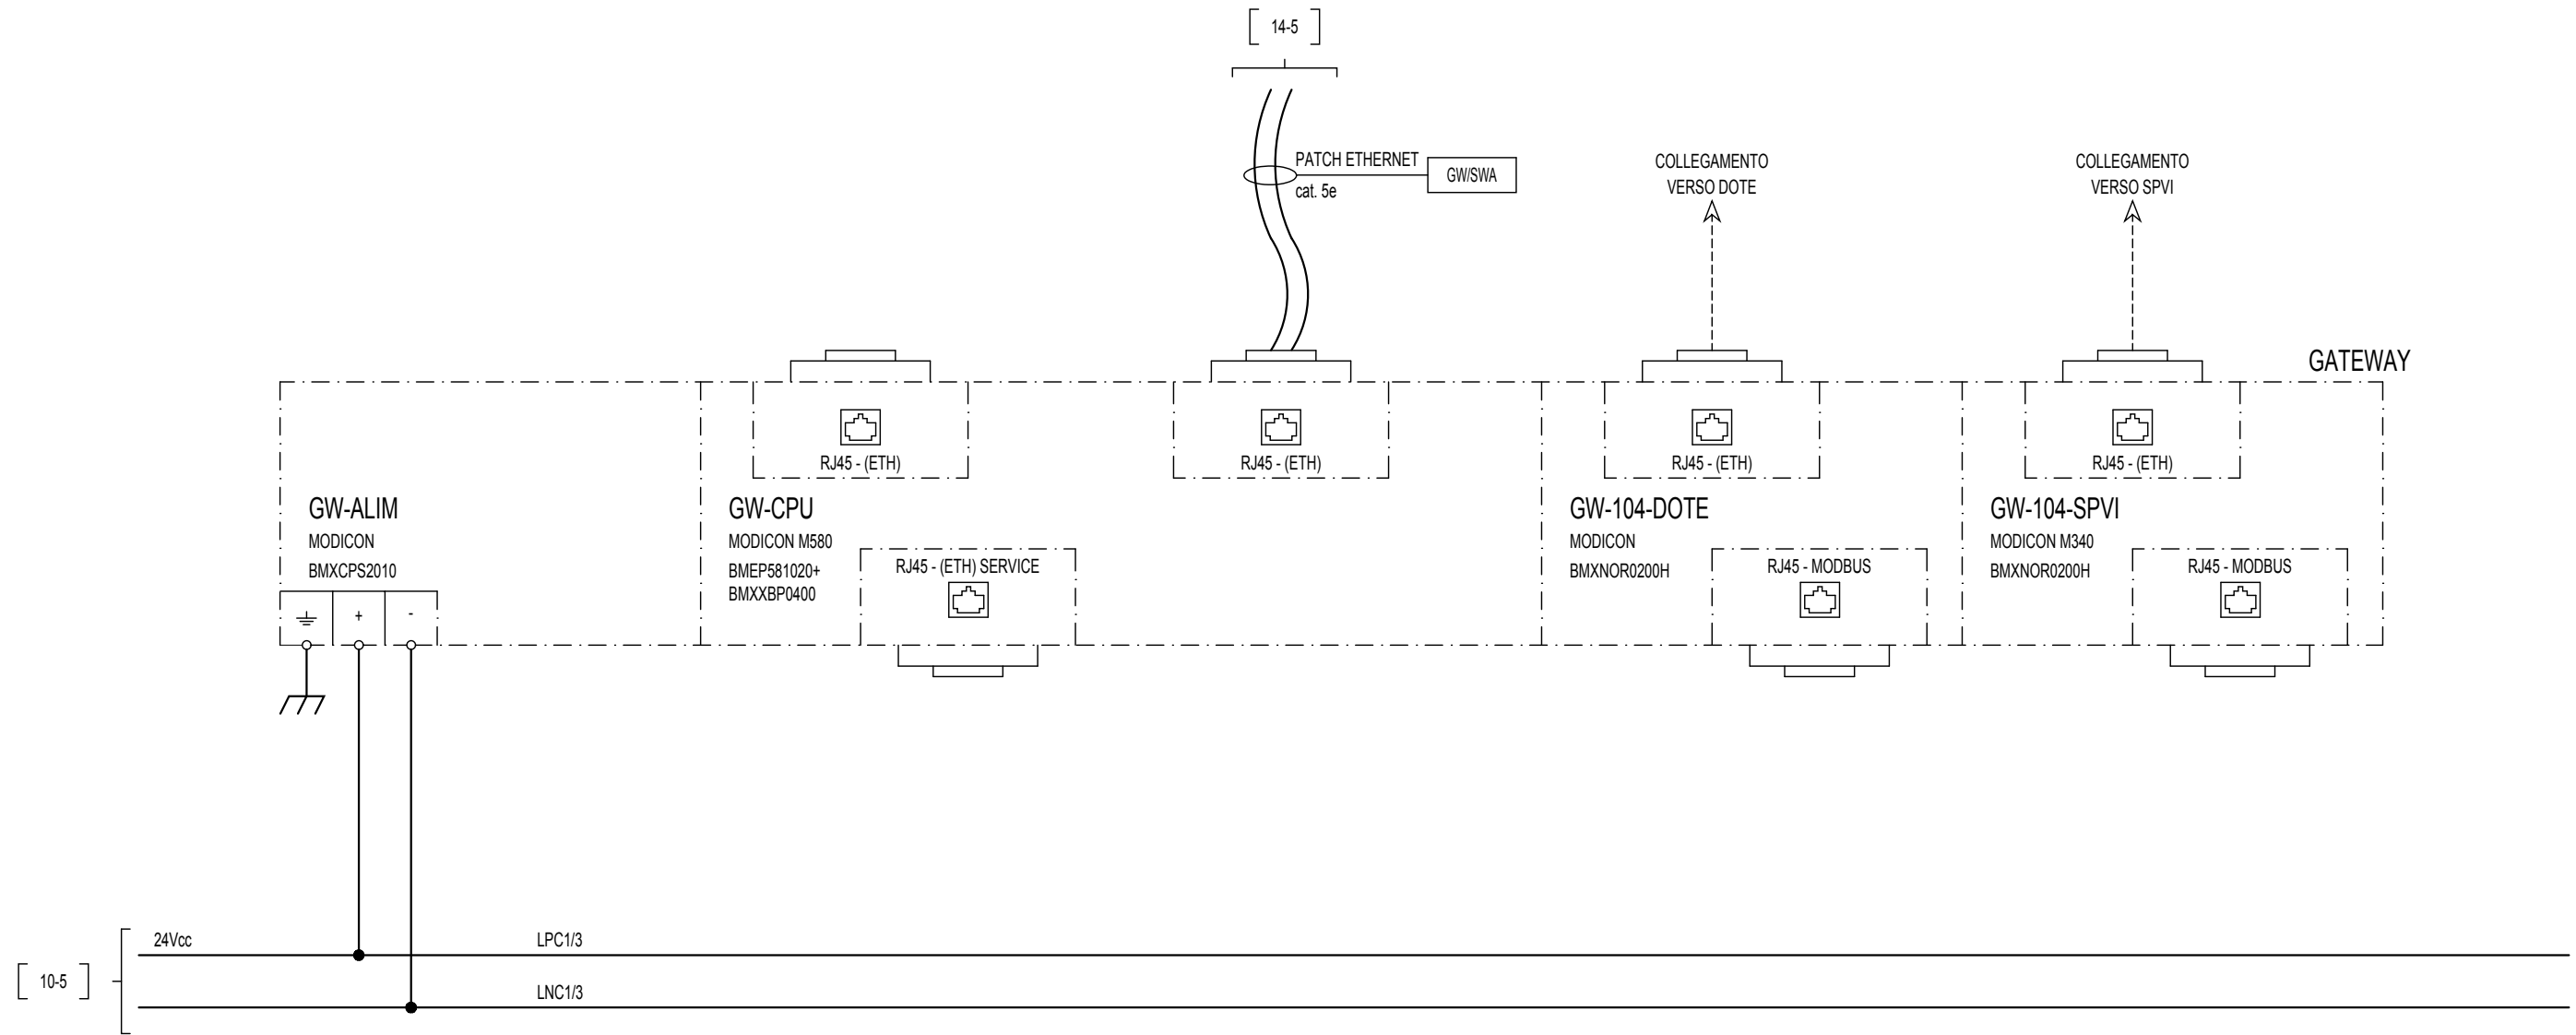 14-5
PATCH ETHERNET
cat. 5e
GW/SWA
COLLEGAMENTO
VERSO DOTE
COLLEGAMENTO
VERSO SPVI
GATEWAY
RJ45 - (ETH)
RJ45 - (ETH)
RJ45 - (ETH)
RJ45 - (ETH)
GW-ALIM
MODICON
BMXCPS2010
+
-
GW-CPU
MODICON M580
BMEP581020+
BMXXBP0400
RJ45 - (ETH) SERVICE
GW-104-DOTE
MODICON
BMXNOR0200H
RJ45 - MODBUS
GW-104-SPVI
MODICON M340
BMXNOR0200H
RJ45 - MODBUS
24Vcc
LPC1/3
10-5
LNC1/3